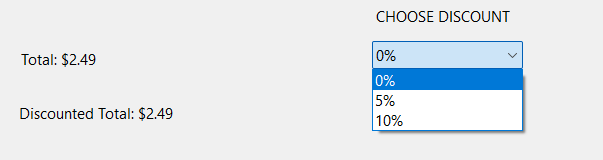 CHOOSE DISCOUNT
Total: $2.49
0%
0%
5%
10%
Discounted Total: $2.49